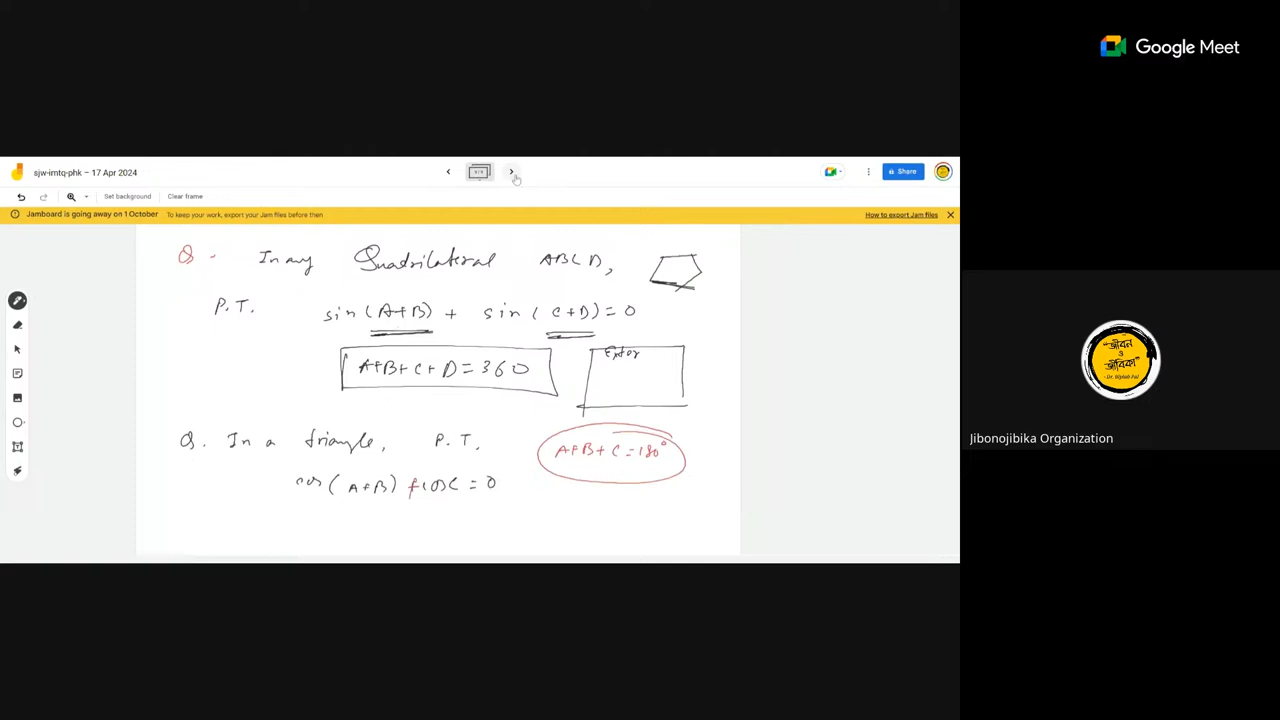 Google Meet
sjw-imtq-phk – 17 Apr 2024
Share
Set background Clear frame
Jamboard is going away on 1 October To keep your work, export your Jam files before then How to export Jam files
Q. In any Quadrilateral ABCD,
P.T. sin(A+B) + sin(C+D)=0
A+B+C+D=360
Q. In a triangle, P.T. A+B+C=180°
cos(A+B)+cosC=0
"জীবন
ও
জীবিকা"
Jibonojibika Organization